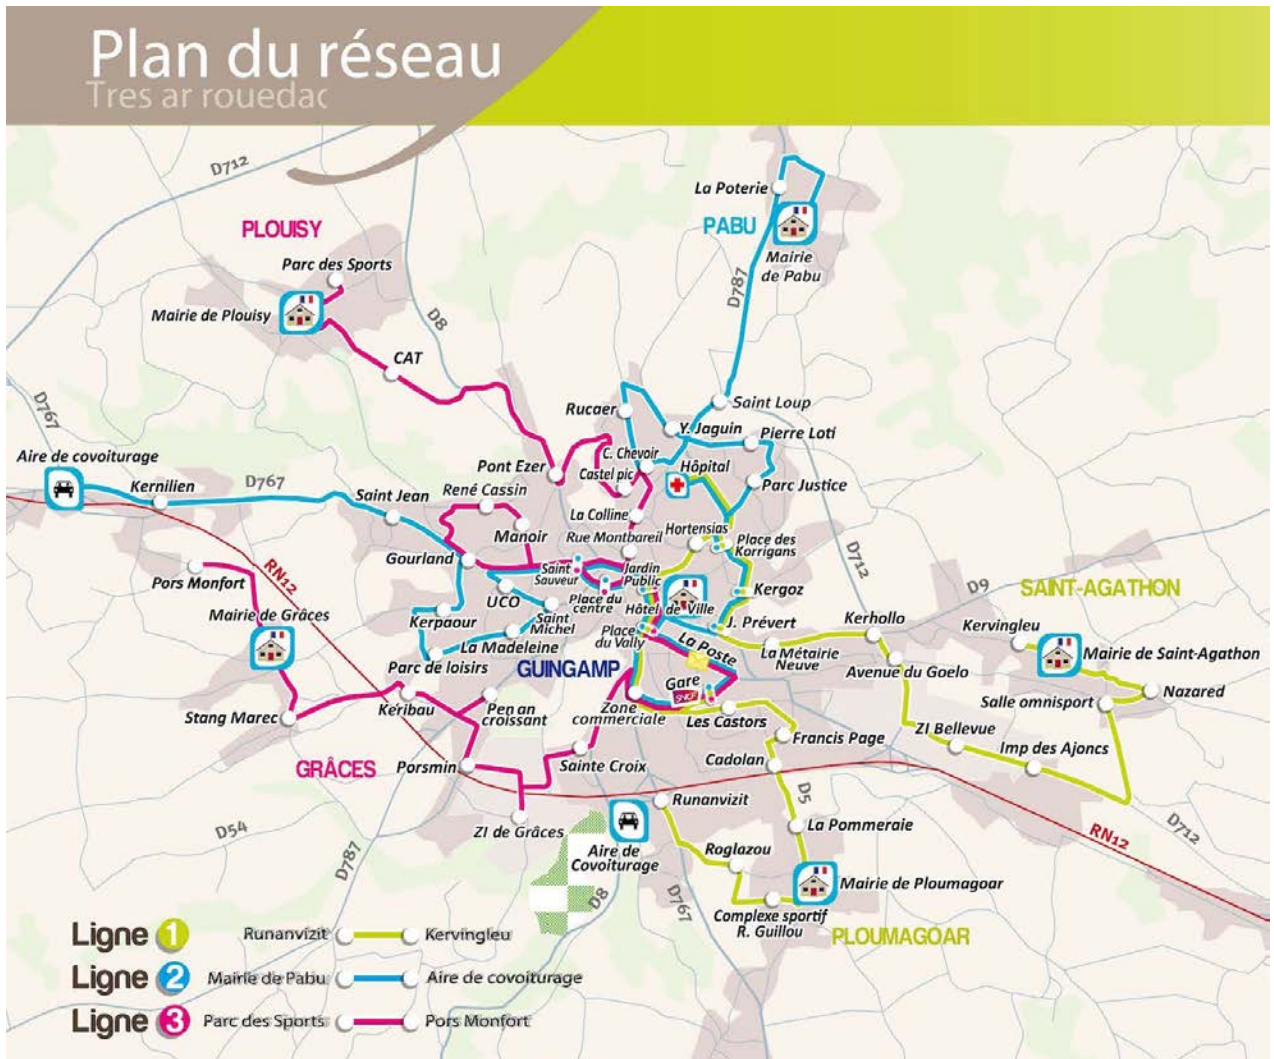 Plan du réseau
Tres ar rouedac
D712
PLOUISY
Parc des Sports
Mairie de Plouisy
D8
CAT
La Poterie
PABU
Mairie
de Pabu
D787
D767
Aire de covoiturage
Kernilien
D767
Saint Jean
Pont Ezer
René Cassin
Manoir
Gourland
Rucaer
Saint Loup
Y. Jaguin
Pierre Loti
C. Chevoir
Castel pic
Hôpital
Parc Justice
La Colline
Rue Montbareil
Hortensias
Place des
Korrigans
D712
Saint
Sauveur
Jardin
Public
Place du
centre
Hôtel de Ville
Kergoz
J. Prévert
UCO
Saint
Michel
Kerpaour
La Madeleine
Parc de loisirs
Place
du Vally
La Poste
GUINGAMP
Gare
SNCF
Zone
commerciale
Les Castors
La Métairie
Neuve
Kerhollo
Avenue du Goelo
D9
SAINT-AGATHON
Kervingleu
Mairie de Saint-Agathon
Nazared
Salle omnisport
ZI Bellevue
Imp des Ajoncs
RN12
D712
RN12
Pors Monfort
Mairie de Grâces
Stang Marec
Keribau
Pen an
croissant
GRÂCES
Porsmin
Sainte Croix
ZI de Grâces
D54
D787
Francis Page
Cadolan
D5
La Pommeraie
Runanvizit
Roglazou
Aire de
Covoiturage
D8
D767
Mairie de Ploumagoar
Complexe sportif
R. Guillou
PLOUMAGOAR
Ligne 1 Runanvizit Kervingleu
Ligne 2 Mairie de Pabu Aire de covoiturage
Ligne 3 Parc des Sports Pors Monfort